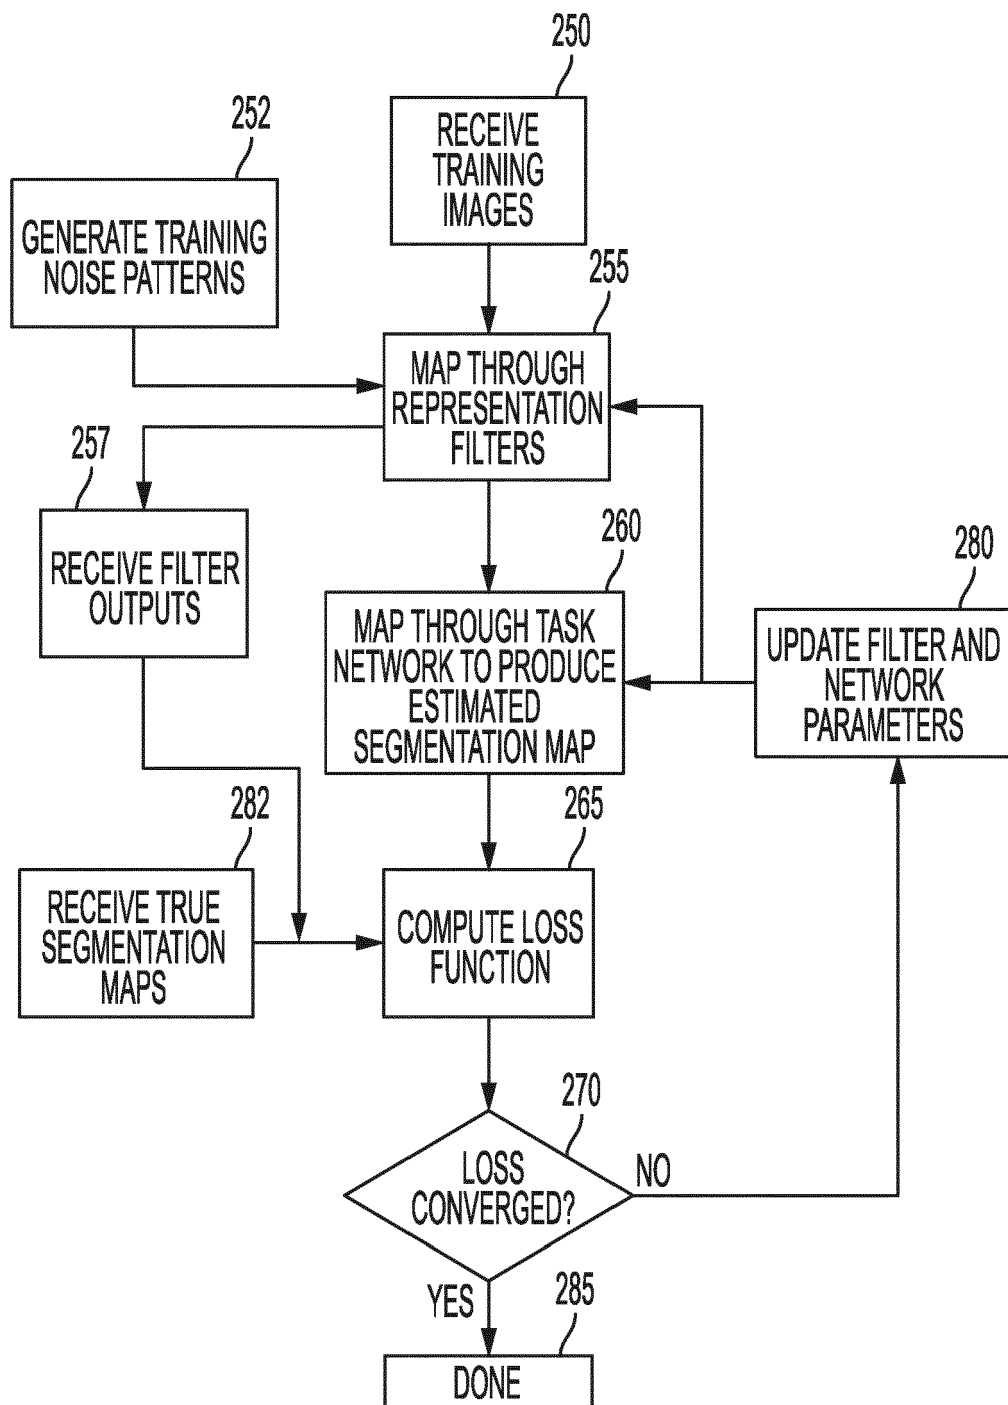 250
RECEIVE
TRAINING
IMAGES
252
GENERATE TRAINING
NOISE PATTERNS
255
MAP THROUGH
REPRESENTATION
FILTERS
257
RECEIVE FILTER
OUTPUTS
260
MAP THROUGH TASK
NETWORK TO PRODUCE
ESTIMATED
SEGMENTATION MAP
280
UPDATE FILTER AND
NETWORK
PARAMETERS
282
RECEIVE TRUE
SEGMENTATION
MAPS
265
COMPUTE LOSS
FUNCTION
270
LOSS
CONVERGED?
NO
YES
285
DONE